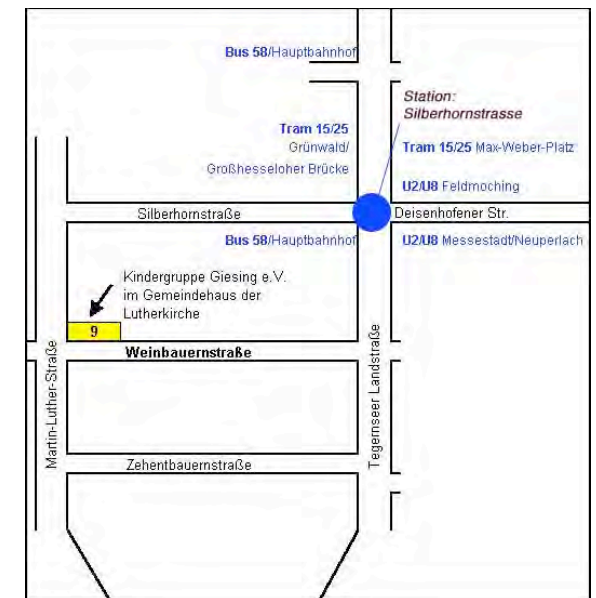 Bus 58/Hauptbahnhof
Station:
Silberhornstrasse
Tram 15/25
Grünwald/
Großhesseloher Brücke
Tram 15/25 Max-Weber-Platz
U2/U8 Feldmoching
Silberhornstraße
Deisenhofener Str.
Bus 58/Hauptbahnhof
U2/U8 Messestadt/Neuperlach
Kindergruppe Giesing e.V.
im Gemeindehaus der
Lutherkirche
9
Weinbauernstraße
Martin-Luther-Straße
Tegernseer Landstraße
Zehentbauernstraße